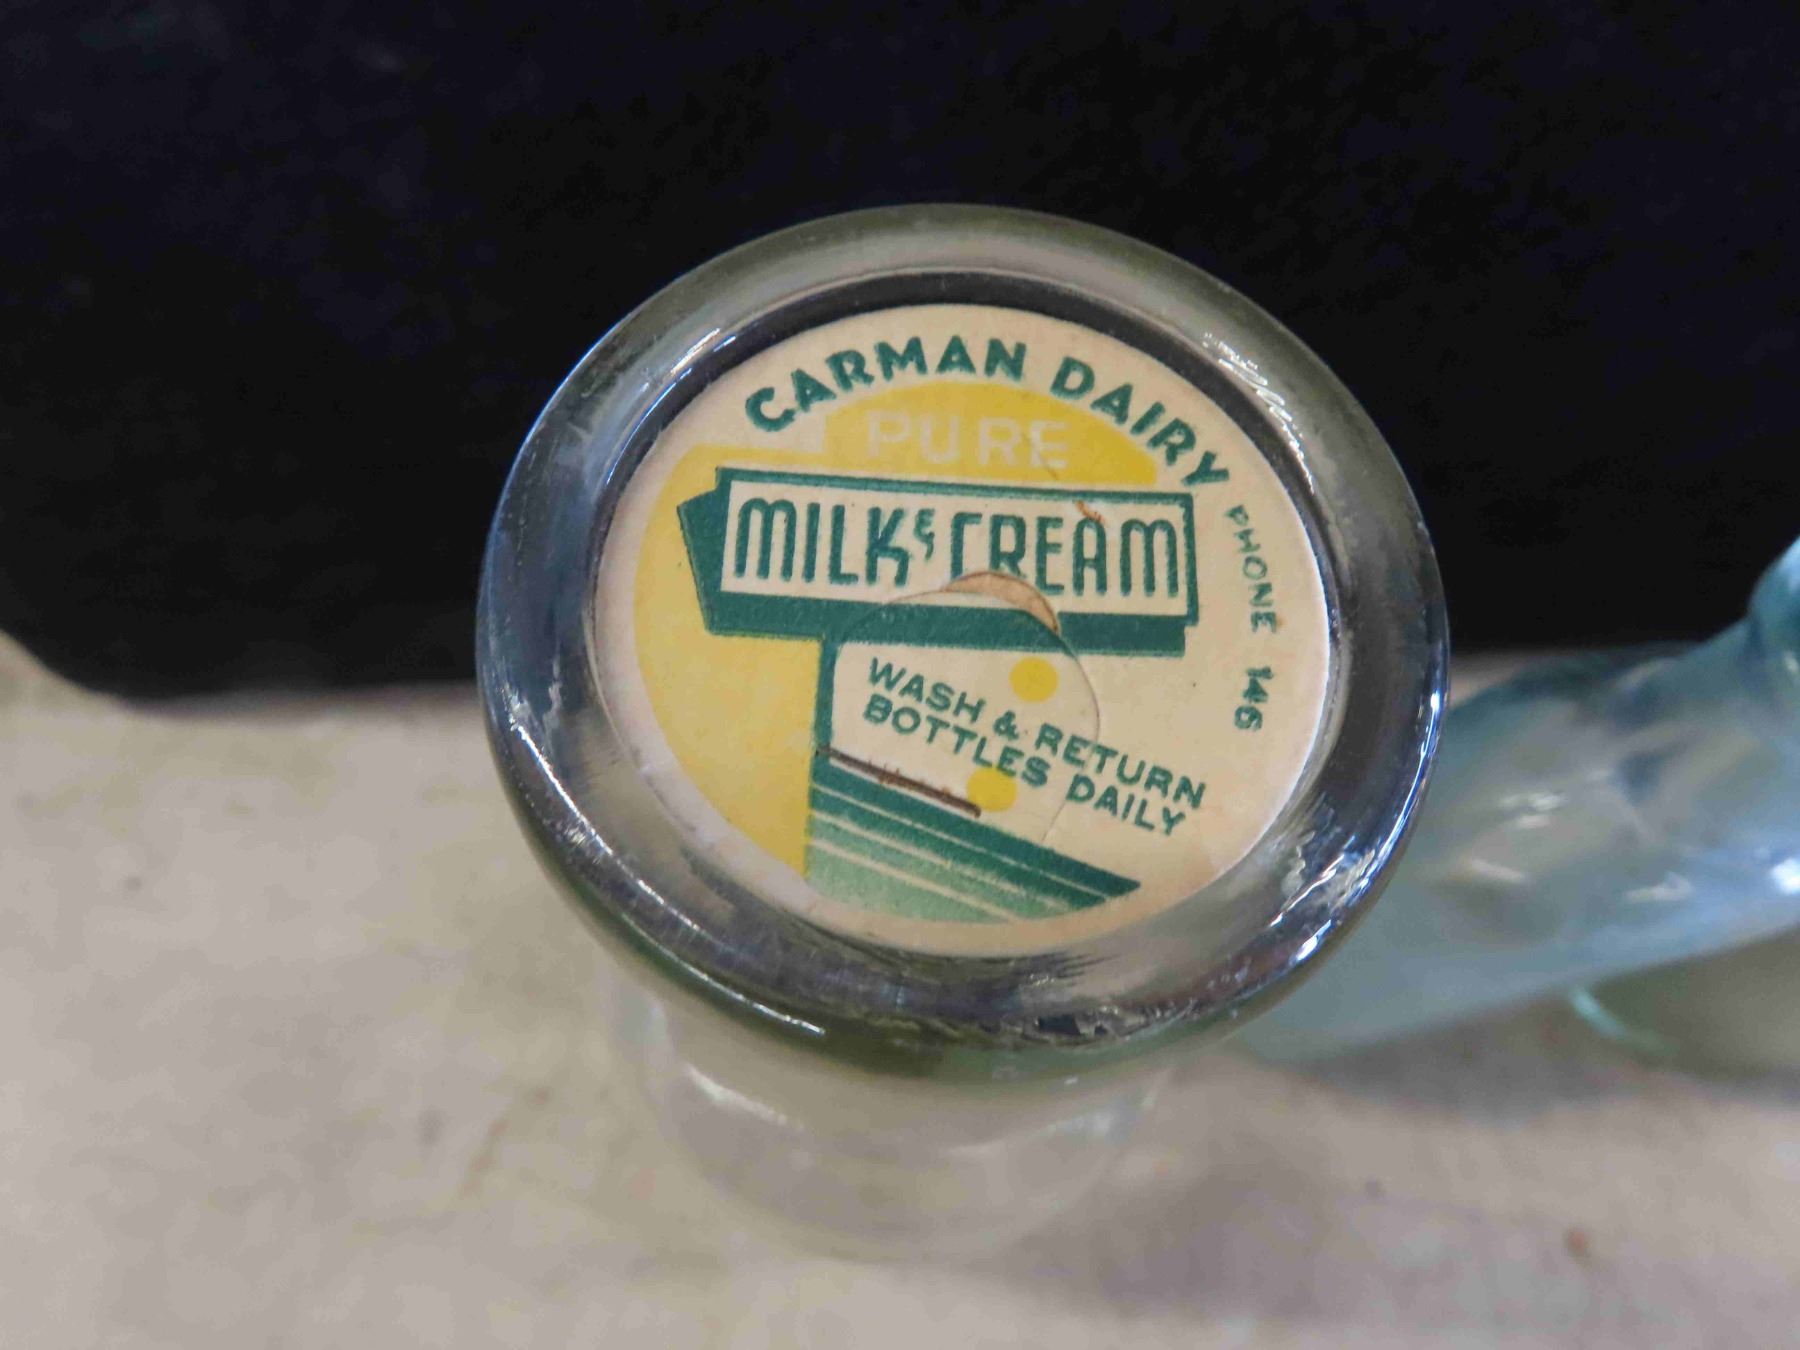 CARMAN DAIRY
PHONE 146
PURE
MILK & CREAM
WASH & RETURN
BOTTLES DAILY